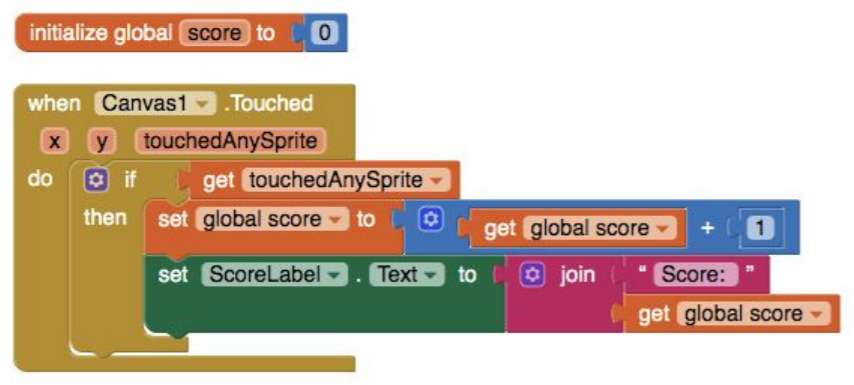 initialize global score to 0
when Canvas1 .Touched
x y touchedAnySprite
do if get touchedAnySprite
then set global score to get global score + 1
set ScoreLabel . Text to join " Score: "
get global score